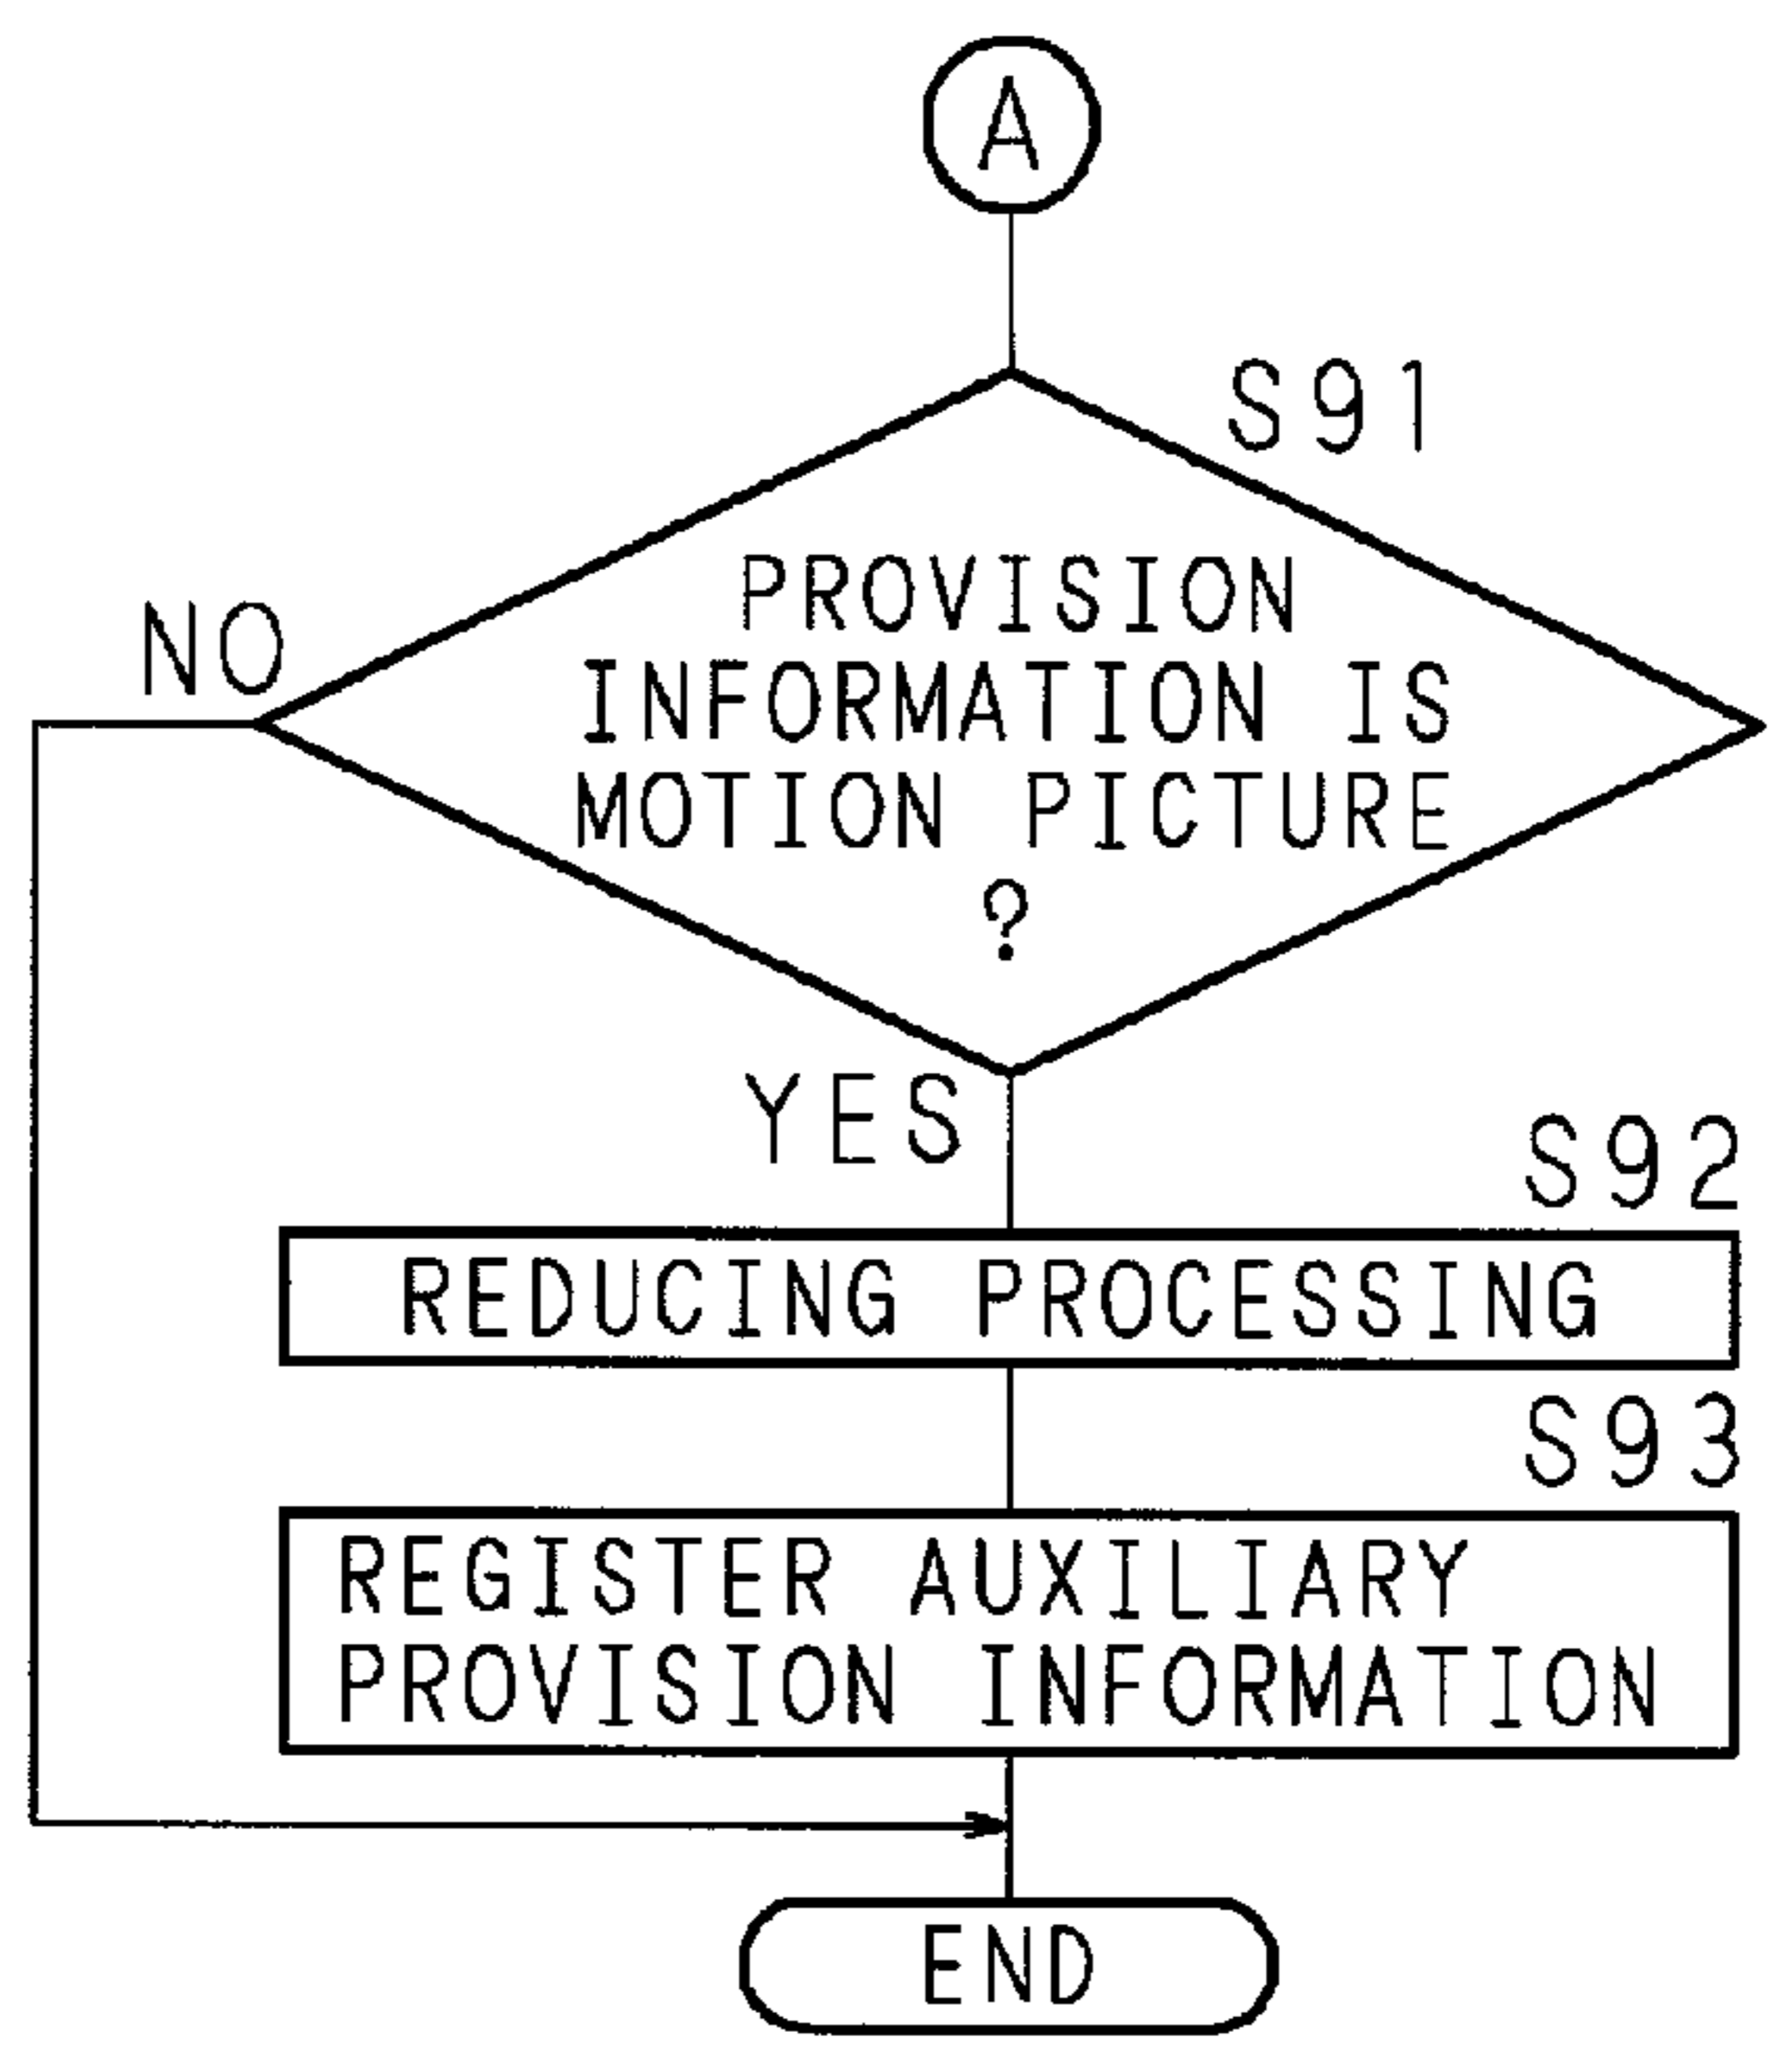 A
S91
PROVISION
INFORMATION IS
MOTION PICTURE
?
NO
YES
S92
REDUCING PROCESSING
S93
REGISTER AUXILIARY
PROVISION INFORMATION
END